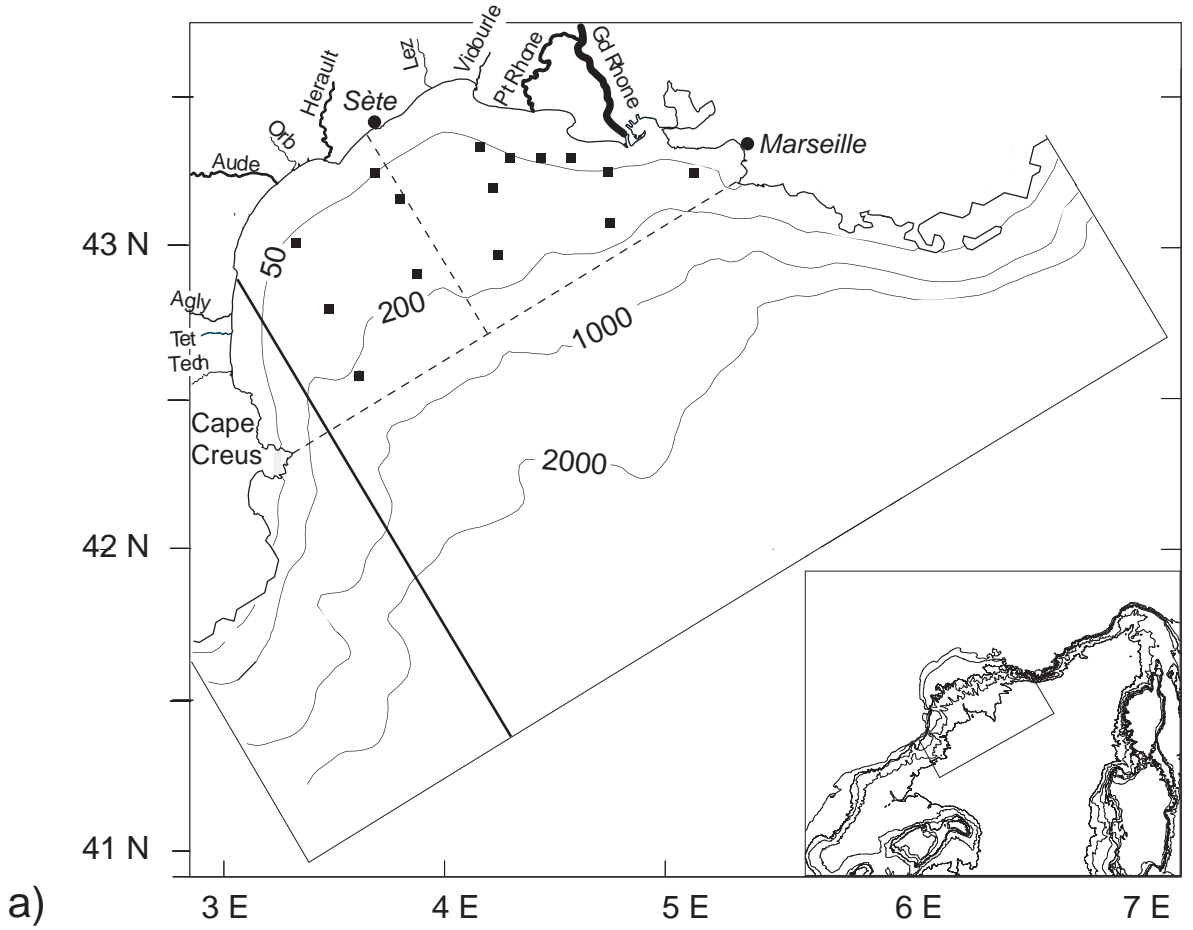 Lez
Vidourle
Pt Rhone
Gd Rhone
Herault
Sète
Orb
Marseille
Aude
43 N
50
Agly
200
Tet
1000
Tech
Cape
Creus
2000
42 N
41 N
a)
3 E
4 E
5 E
6 E
7 E